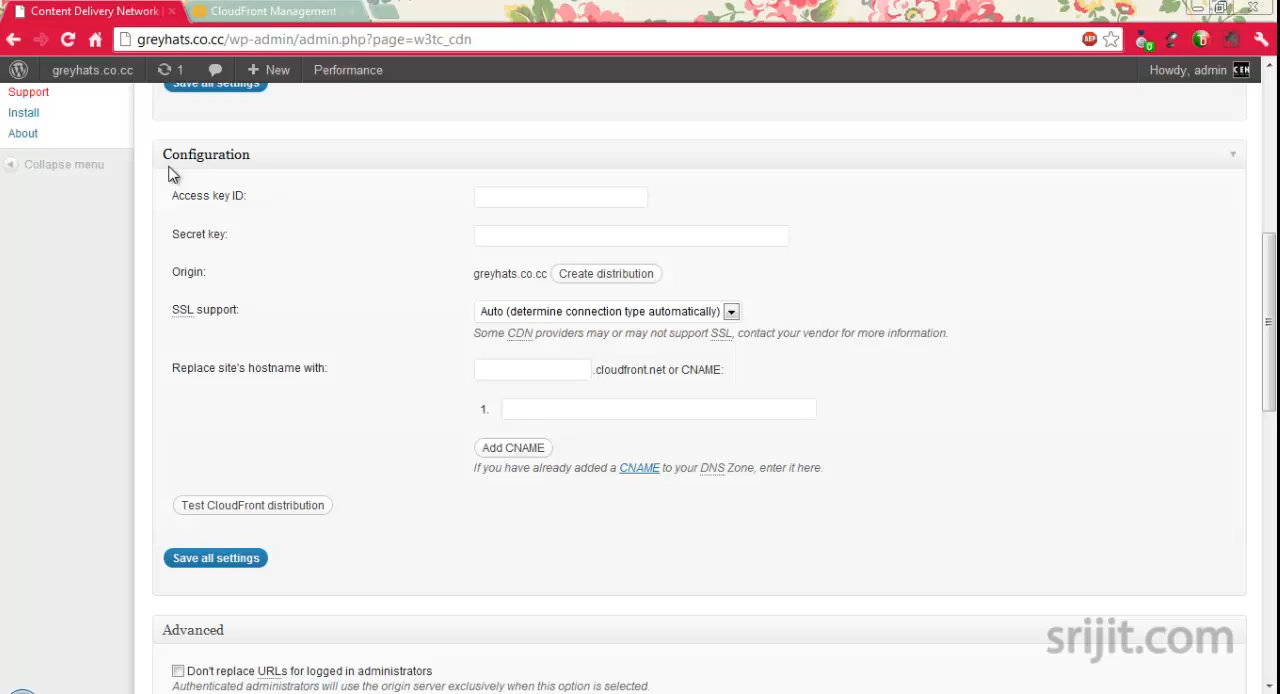 Content Delivery Network |
CloudFront Management
greyhats.co.cc/wp-admin/admin.php?page=w3tc_cdn
ABP
0
greyhats.co.cc
1
+ New
Performance
Howdy, admin
CEH
Support
Install
About
Collapse menu
Save all settings
Configuration
Access key ID:
Secret key:
Origin:
greyhats.co.cc Create distribution
SSL support:
Auto (determine connection type automatically)
Some CDN providers may or may not support SSL, contact your vendor for more information.
Replace site's hostname with:
.cloudfront.net or CNAME:
1.
Add CNAME
If you have already added a CNAME to your DNS Zone, enter it here.
Test CloudFront distribution
Save all settings
Advanced
srijit.com
Don't replace URLs for logged in administrators
Authenticated administrators will use the origin server exclusively when this option is selected.